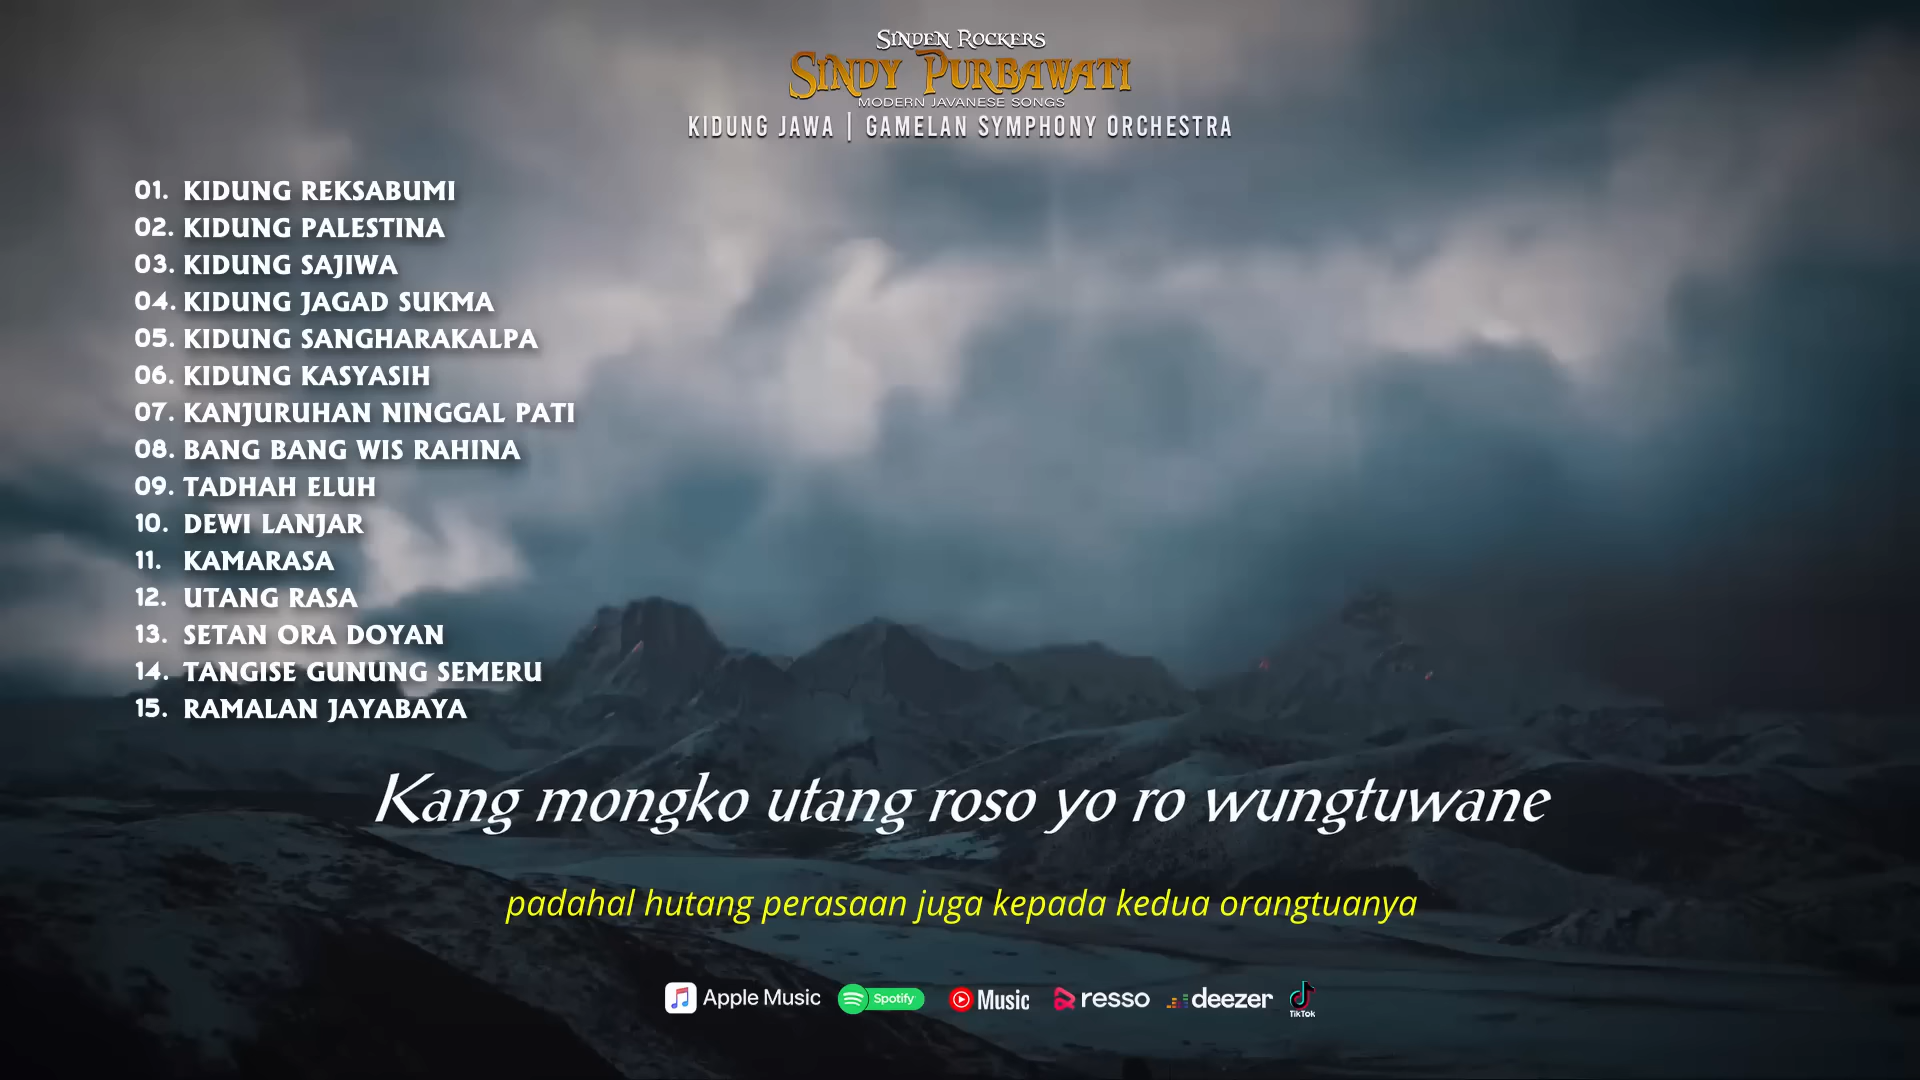 SINDEN ROCKERS
SINDY PURBAWATI
MODERN JAVANESE SONGS
KIDUNG JAWA | GAMELAN SYMPHONY ORCHESTRA
01. KIDUNG REKSABUMI
02. KIDUNG PALESTINA
03. KIDUNG SAJIWA
04. KIDUNG JAGAD SUKMA
05. KIDUNG SANGHARAKALPA
06. KIDUNG KASYASIH
07. KANJURUHAN NINGGAL PATI
08. BANG BANG WIS RAHINA
09. TADHAH ELUH
10. DEWI LANJAR
11. KAMARASA
12. UTANG RASA
13. SETAN ORA DOYAN
14. TANGISE GUNUNG SEMERU
15. RAMALAN JAYABAYA
Kang mongko utang roso yo ro wungtuwane
padahal hutang perasaan juga kepada kedua orangtuanya
Apple Music Spotify Music resso deezer TikTok